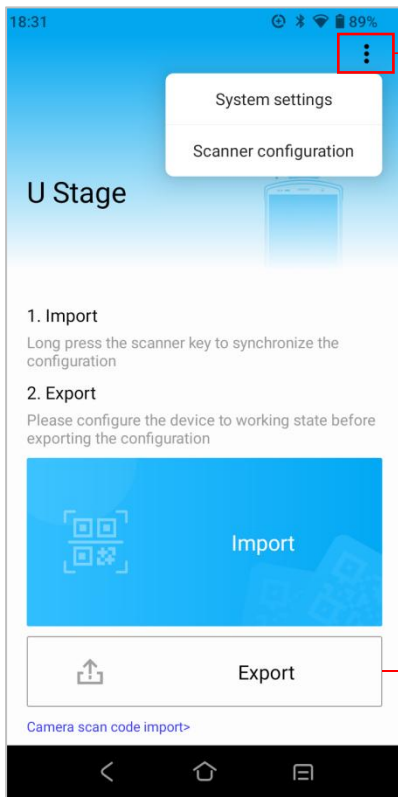 18:31 89%
System settings
Scanner configuration
U Stage
1. Import
Long press the scanner key to synchronize the
configuration
2. Export
Please configure the device to working state before
exporting the configuration
Import
Export
Camera scan code import>